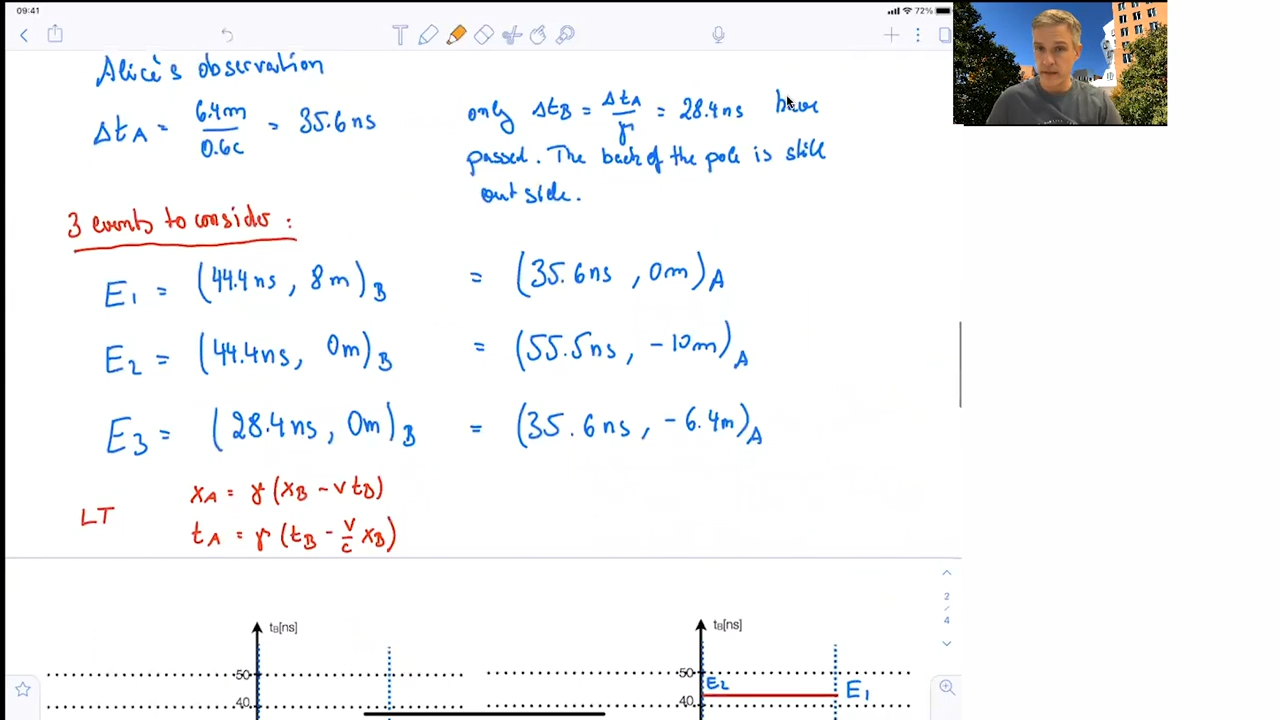 09:41
72%
Alice's observation
ΔtA = 6.4m / 0.6c = 35.6ns
only ΔtB = ΔtA / γ = 28.4ns have
passed. The back of the pole is still
outside.
3 events to consider:
E1 = (44.4ns, 8m)B = (35.6ns, 0m)A
E2 = (44.4ns, 0m)B = (55.5ns, -10m)A
E3 = (28.4ns, 0m)B = (35.6ns, -6.4m)A
LT
xA = γ(xB - vtB)
tA = γ(tB - v/c xB)
2
/
4
tB[ns]
50
40
tB[ns]
50
E2
E1
40